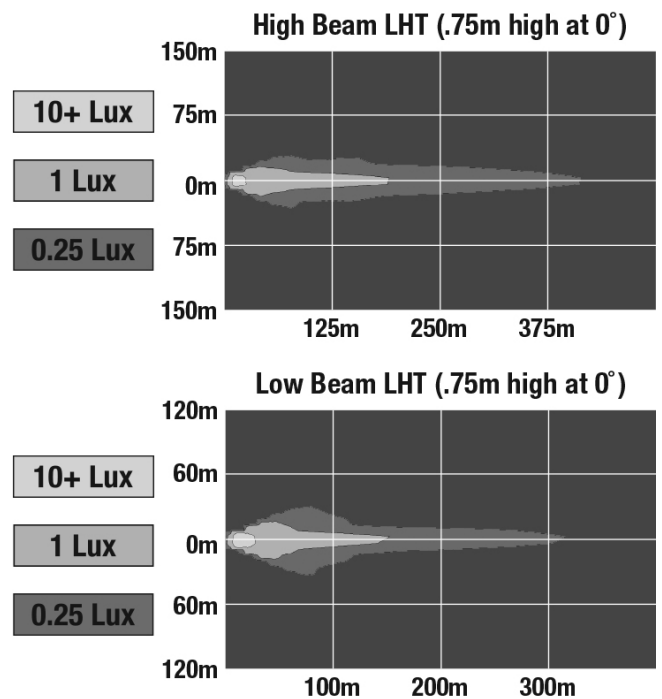 High Beam LHT (.75m high at 0˚)
150m
75m
0m
75m
150m
125m
250m
375m
10+ Lux
1 Lux
0.25 Lux
Low Beam LHT (.75m high at 0˚)
120m
60m
0m
60m
120m
100m
200m
300m
10+ Lux
1 Lux
0.25 Lux